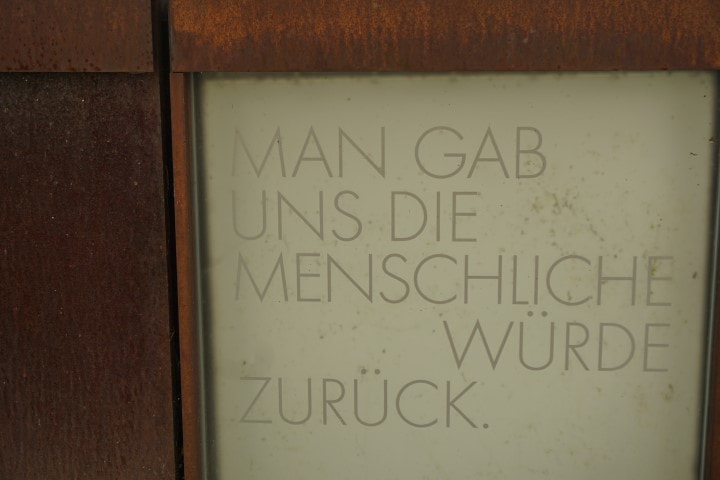 MAN GAB
UNS DIE
MENSCHLICHE
WÜRDE
ZURÜCK.